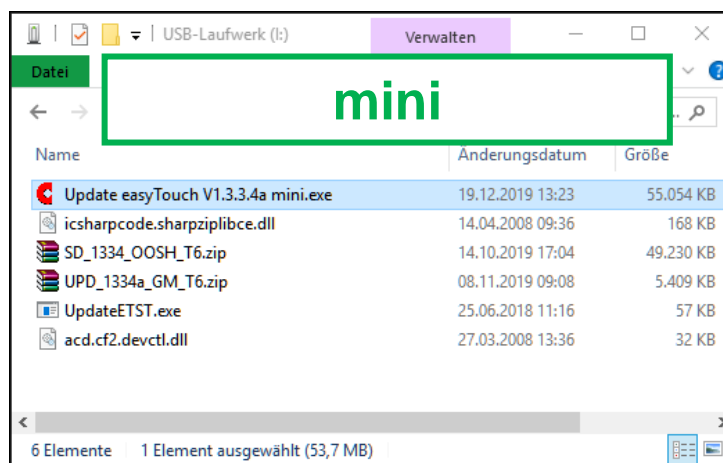 USB-Laufwerk (I:)
Verwalten
Datei
mini
Name Änderungsdatum Größe
Update easyTouch V1.3.3.4a mini.exe 19.12.2019 13:23 55.054 KB
icsharpcode.sharpziplibce.dll 14.04.2008 09:36 168 KB
SD_1334_OOSH_T6.zip 14.10.2019 17:04 49.230 KB
UPD_1334a_GM_T6.zip 08.11.2019 09:08 5.409 KB
UpdateETST.exe 25.06.2018 11:16 57 KB
acd.cf2.devctl.dll 27.03.2008 13:36 32 KB
6 Elemente 1 Element ausgewählt (53,7 MB)